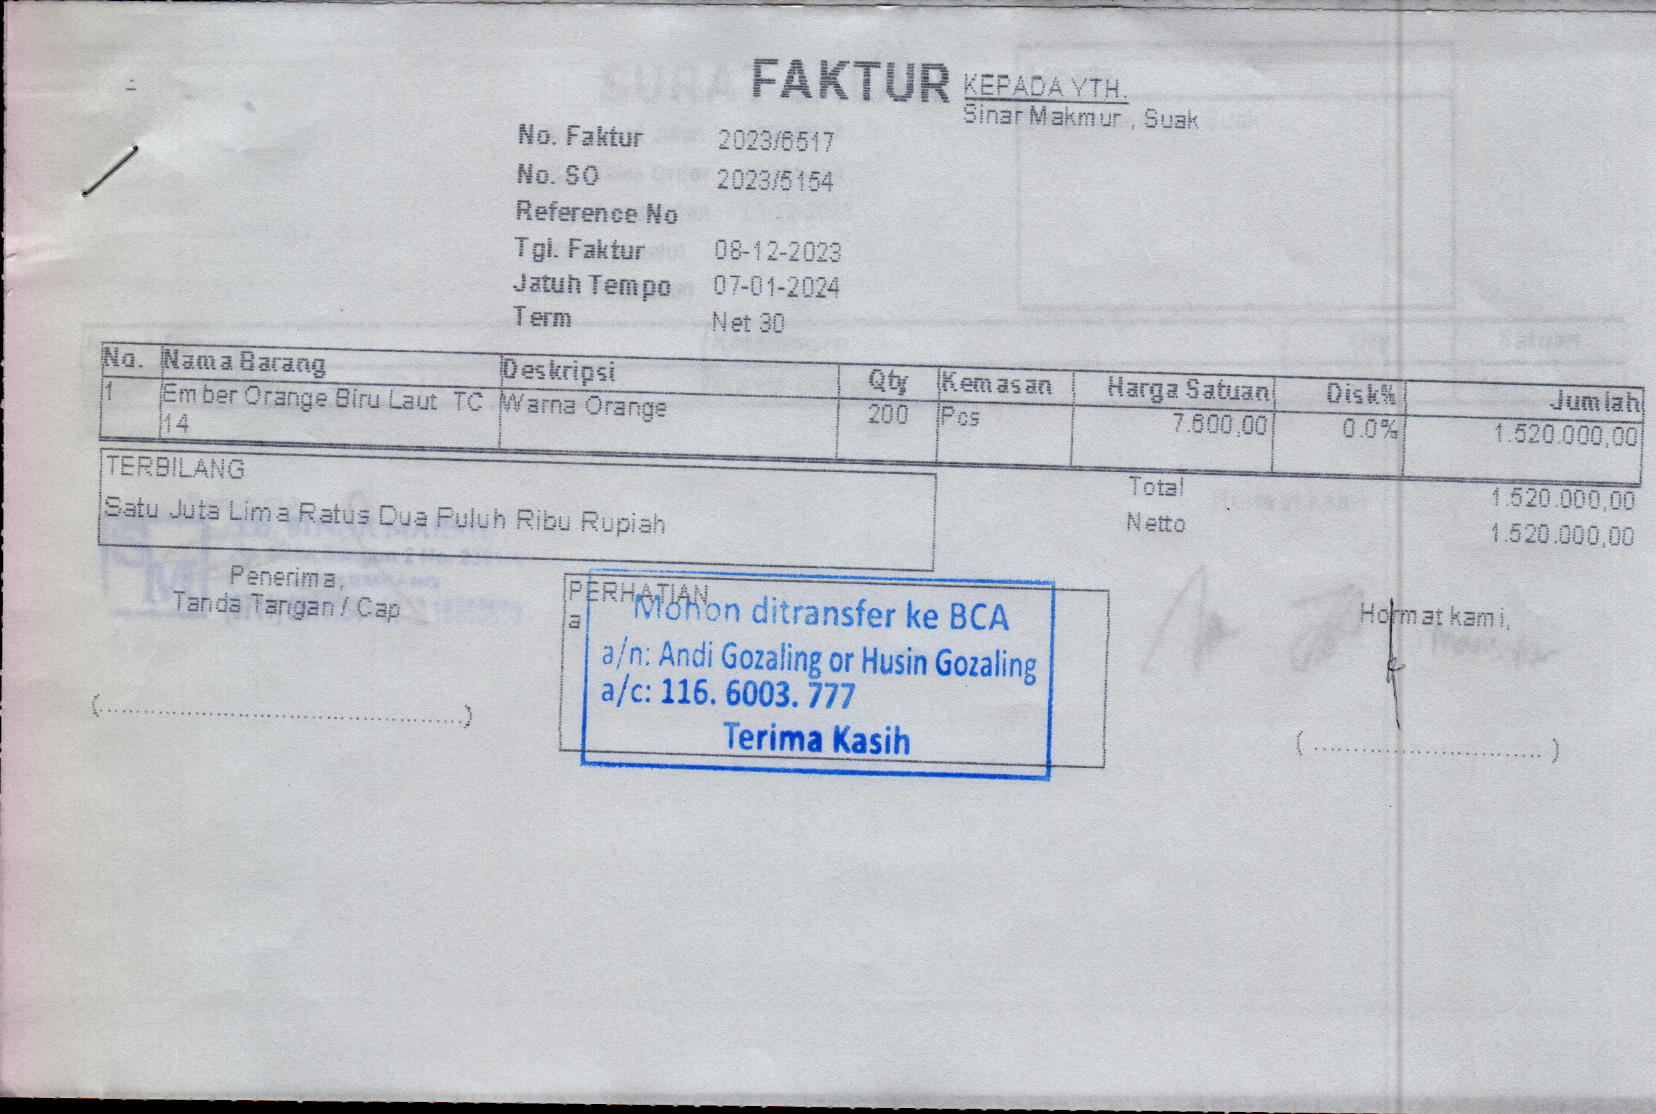 FAKTUR
KEPADA YTH.
Sinar Makmur , Suak
No. Faktur 2023/6517
No. SO 2023/5154
Reference No
Tgl. Faktur 08-12-2023
Jatuh Tempo 07-01-2024
Term Net 30
No. Nama Barang Deskripsi Qty Kemasan Harga Satuan Disk% Jumlah
1 Ember Orange Biru Laut TC Warna Orange 200 Pcs 7.600,00 0.0% 1.520.000,00
14
TERBILANG
Satu Juta Lima Ratus Dua Puluh Ribu Rupiah
Total 1.520.000,00
Netto 1.520.000,00
Penerima,
Tanda Tangan / Cap
(..............................................)
PERHATIAN
a
Mohon ditransfer ke BCA
a/n: Andi Gozaling or Husin Gozaling
a/c: 116. 6003. 777
Terima Kasih
Hormat kami,
( ............................. )